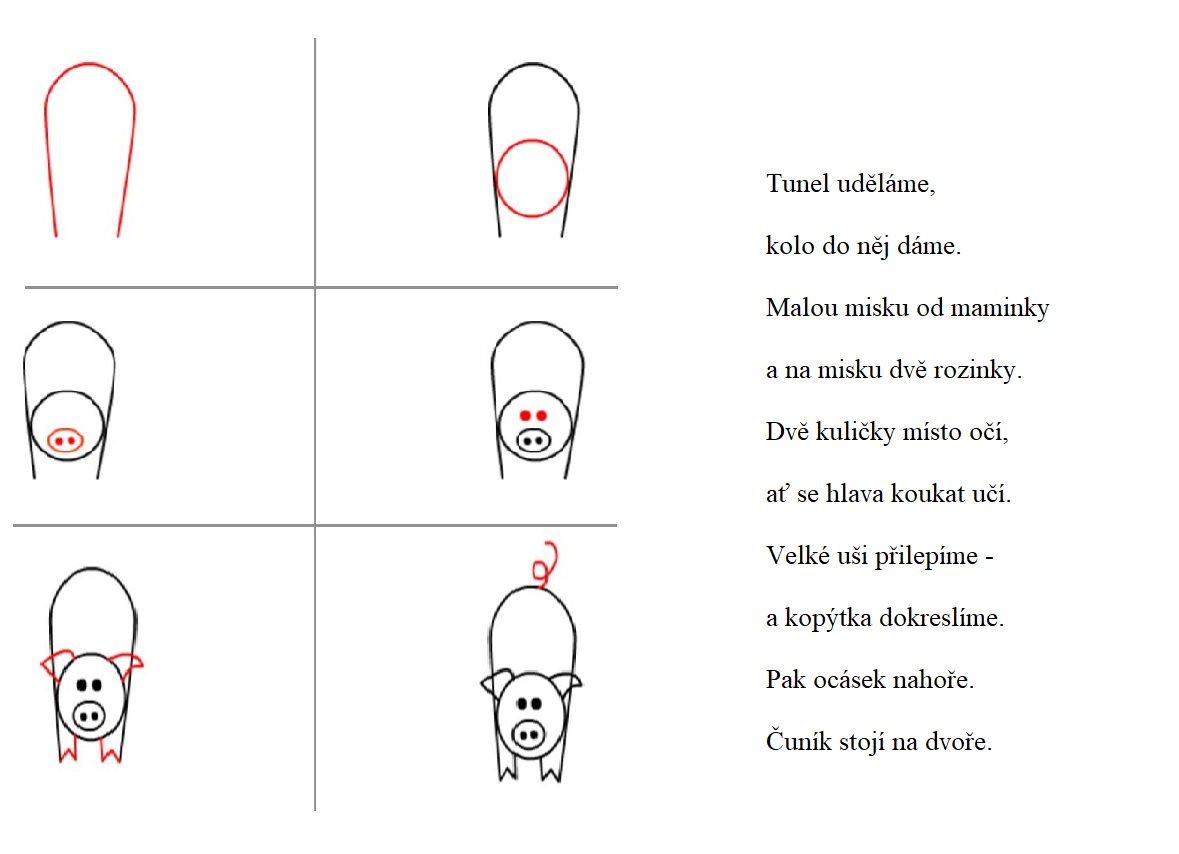 Tunel uděláme,
kolo do něj dáme.
Malou misku od maminky
a na misku dvě rozinky.
Dvě kuličky místo očí,
ať se hlava koukat učí.
Velké uši přilepíme -
a kopýtka dokreslíme.
Pak ocásek nahoře.
Čuník stojí na dvoře.